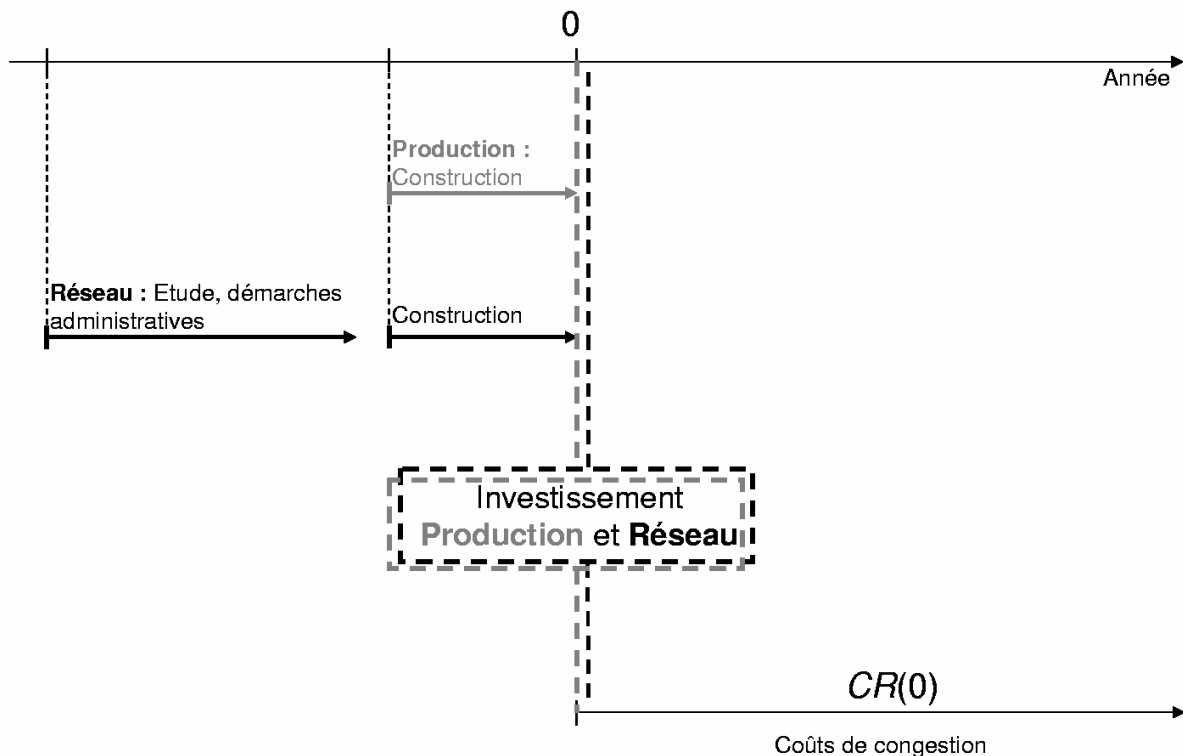 0
Année
Production :
Construction
Réseau : Etude, démarches
administratives
Construction
Investissement
Production et Réseau
CR(0)
Coûts de congestion